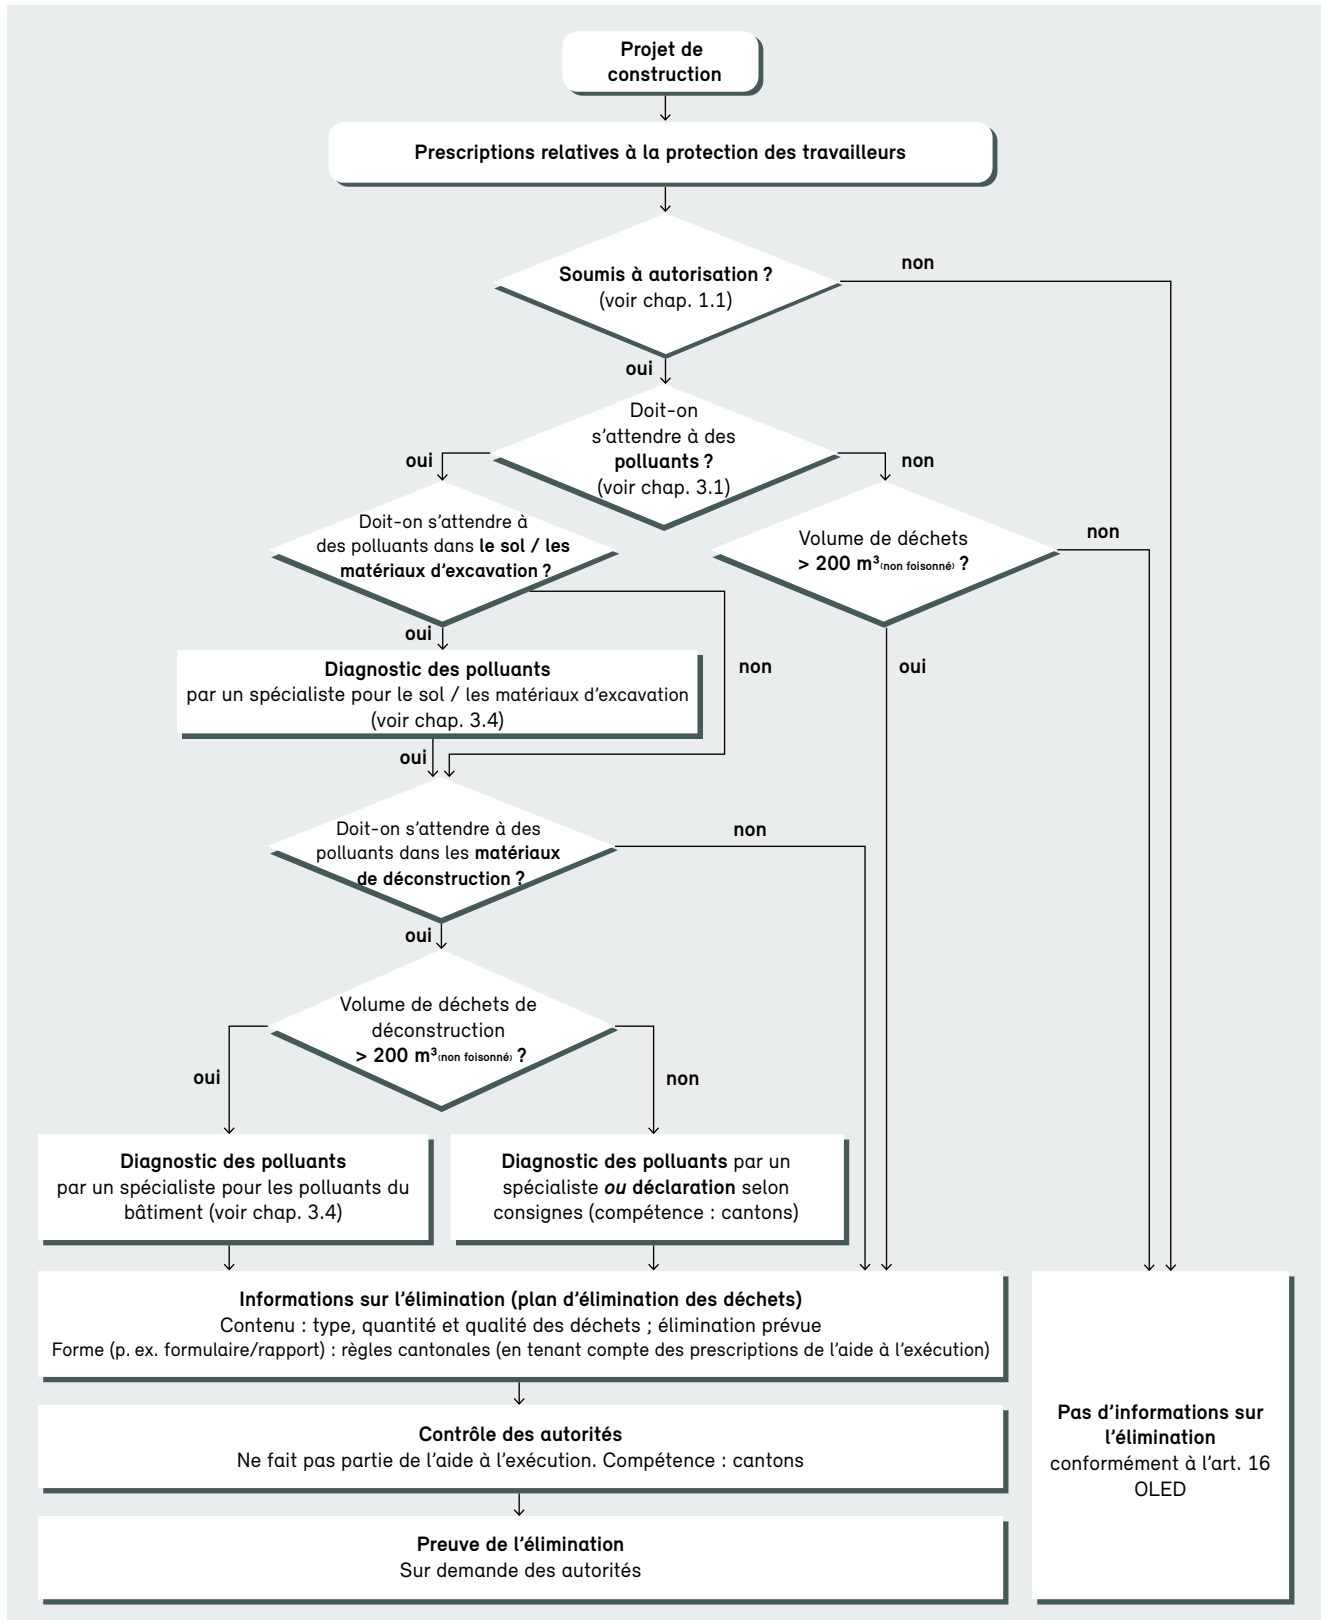 Projet de
construction
Prescriptions relatives à la protection des travailleurs
Soumis à autorisation ?
(voir chap. 1.1)
non
oui
Doit-on
s'attendre à des
polluants ?
(voir chap. 3.1)
oui
non
Doit-on s'attendre à
des polluants dans le sol / les
matériaux d'excavation ?
Volume de déchets
> 200 m³ (non foisonné) ?
non
oui
Diagnostic des polluants
par un spécialiste pour le sol / les matériaux d'excavation
(voir chap. 3.4)
non
oui
oui
Doit-on s'attendre à des
polluants dans les matériaux
de déconstruction ?
non
oui
Volume de déchets de
déconstruction
> 200 m³ (non foisonné) ?
oui
non
Diagnostic des polluants
par un spécialiste pour les polluants du
bâtiment (voir chap. 3.4)
Diagnostic des polluants par un
spécialiste ou déclaration selon
consignes (compétence : cantons)
Informations sur l'élimination (plan d'élimination des déchets)
Contenu : type, quantité et qualité des déchets ; élimination prévue
Forme (p. ex. formulaire/rapport) : règles cantonales (en tenant compte des prescriptions de l'aide à l'exécution)
Contrôle des autorités
Ne fait pas partie de l'aide à l'exécution. Compétence : cantons
Preuve de l'élimination
Sur demande des autorités
Pas d'informations sur
l'élimination
conformément à l'art. 16
OLED